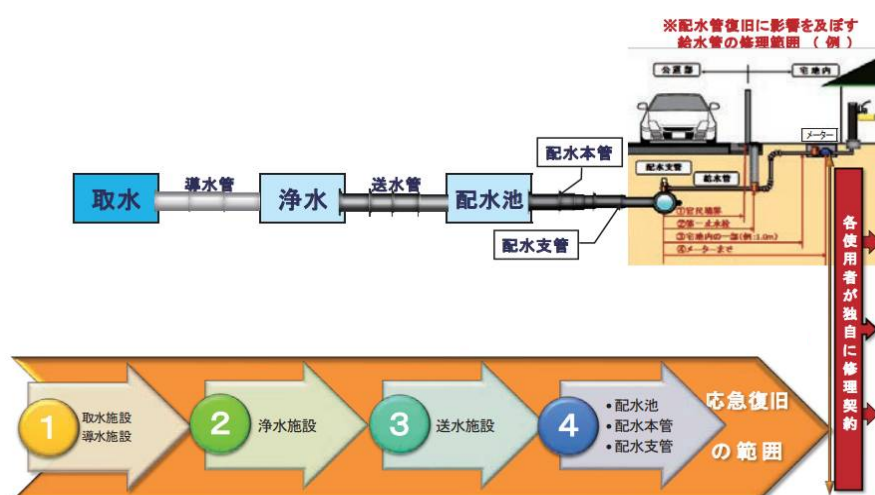 ※配水管復旧に影響を及ぼす
給水管の修理範囲(例)
公道部
宅地内
メーター
配水支管
給水管
①官民境界
②第一止水栓
③宅地内の一部(例:1.0m)
④メーターまで
取水
導水管
浄水
送水管
配水池
配水本管
配水支管
各使用者が独自に修理契約
1
取水施設
導水施設
2
浄水施設
3
送水施設
4
•配水池
•配水本管
•配水支管
応急復旧
の範囲